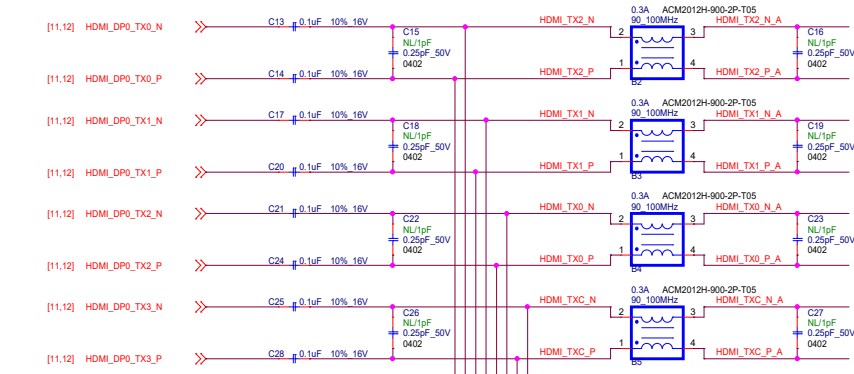 0.3A ACM2012H-900-2P-T05
[11,12] HDMI_DP0_TX0_N C13 0.1uF 10% 16V HDMI_TX2_N 90_100MHz HDMI_TX2_N_A
C15 2 3 C16
NL/1pF NL/1pF
0.25pF_50V 0.25pF_50V
0402 0402
[11,12] HDMI_DP0_TX0_P C14 0.1uF 10% 16V HDMI_TX2_P 1 4 HDMI_TX2_P_A
B2
0.3A ACM2012H-900-2P-T05
[11,12] HDMI_DP0_TX1_N C17 0.1uF 10% 16V HDMI_TX1_N 90_100MHz HDMI_TX1_N_A
C18 2 3 C19
NL/1pF NL/1pF
0.25pF_50V 0.25pF_50V
0402 0402
[11,12] HDMI_DP0_TX1_P C20 0.1uF 10% 16V HDMI_TX1_P 1 4 HDMI_TX1_P_A
B3
0.3A ACM2012H-900-2P-T05
[11,12] HDMI_DP0_TX2_N C21 0.1uF 10% 16V HDMI_TX0_N 90_100MHz HDMI_TX0_N_A
C22 2 3 C23
NL/1pF NL/1pF
0.25pF_50V 0.25pF_50V
0402 0402
[11,12] HDMI_DP0_TX2_P C24 0.1uF 10% 16V HDMI_TX0_P 1 4 HDMI_TX0_P_A
B4
0.3A ACM2012H-900-2P-T05
[11,12] HDMI_DP0_TX3_N C25 0.1uF 10% 16V HDMI_TXC_N 90_100MHz HDMI_TXC_N_A
C26 2 3 C27
NL/1pF NL/1pF
0.25pF_50V 0.25pF_50V
0402 0402
[11,12] HDMI_DP0_TX3_P C28 0.1uF 10% 16V HDMI_TXC_P 1 4 HDMI_TXC_P_A
B5